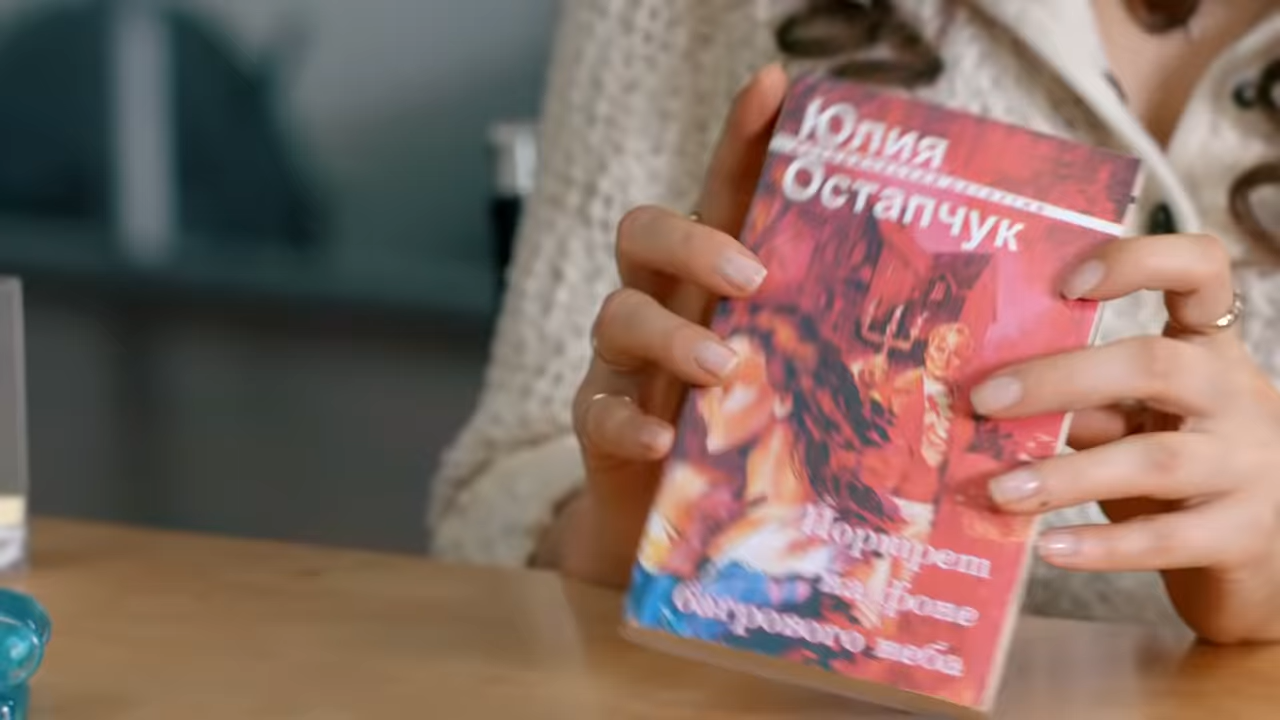 Юлия
Остапчук
Портрет
на фоне
багрового неба